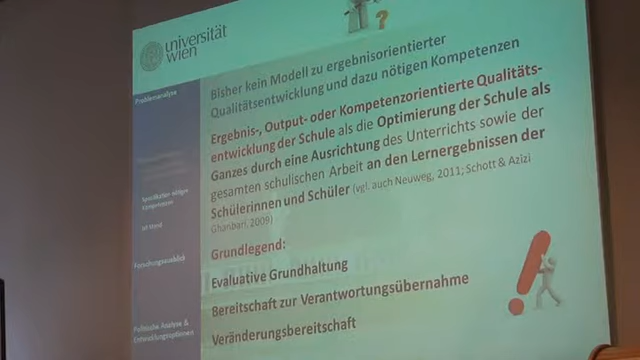 universität
wien
Bisher kein Modell zu ergebnisorientierter
Qualitätsentwicklung und dazu nötigen Kompetenzen
Problemanalyse
Ergebnis-, Output- oder Kompetenzorientierte Qualitäts-
entwicklung der Schule als die Optimierung der Schule als
Ganzes durch eine Ausrichtung des Unterrichts sowie der
gesamten schulischen Arbeit an den Lernergebnissen der
Schülerinnen und Schüler (vgl. auch Neuweg, 2011; Schott & Azizi
Ghanbari, 2009)
Spezifikation nötiger
Kompetenzen
Ist Stand
Grundlegend:
Forschungsausblick
Evaluative Grundhaltung
Bereitschaft zur Verantwortungsübernahme
Veränderungsbereitschaft
Politische Analyse &
Entwicklungsoptionen